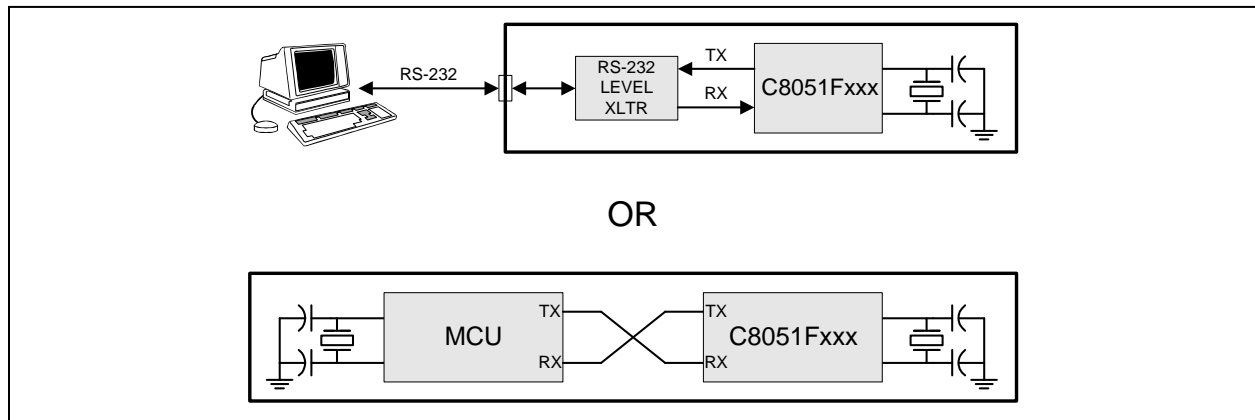 RS-232
RS-232
LEVEL
XLTR
TX
RX
C8051Fxxx
OR
MCU
TX
RX
TX
RX
C8051Fxxx